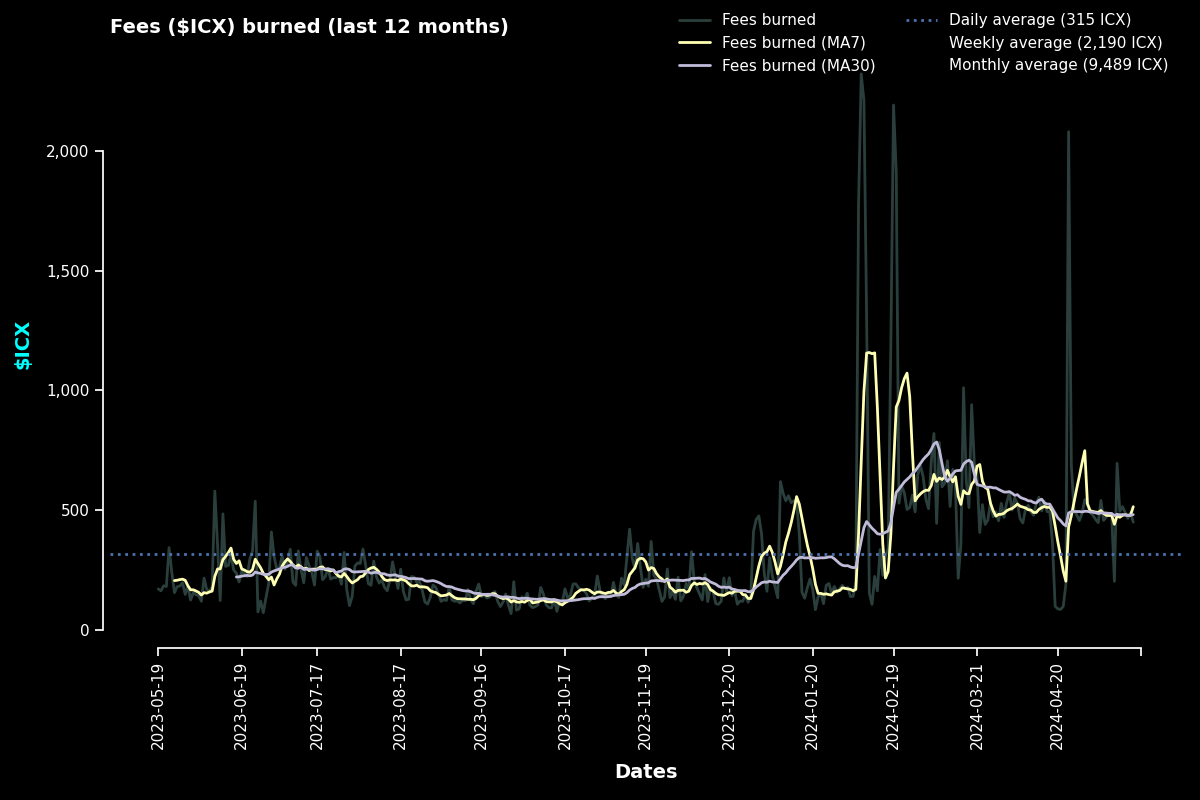 Fees ($ICX) burned (last 12 months)
Fees burned
Fees burned (MA7)
Fees burned (MA30)
Daily average (315 ICX)
Weekly average (2,190 ICX)
Monthly average (9,489 ICX)
2,000
1,500
1,000
500
0
$ICX
2023-05-19
2023-06-19
2023-07-17
2023-08-17
2023-09-16
2023-10-17
2023-11-19
2023-12-20
2024-01-20
2024-02-19
2024-03-21
2024-04-20
Dates